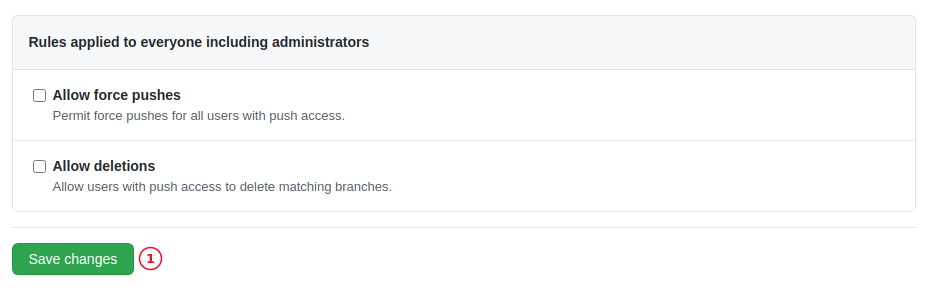 Rules applied to everyone including administrators
Allow force pushes
Permit force pushes for all users with push access.
Allow deletions
Allow users with push access to delete matching branches.
Save changes 1